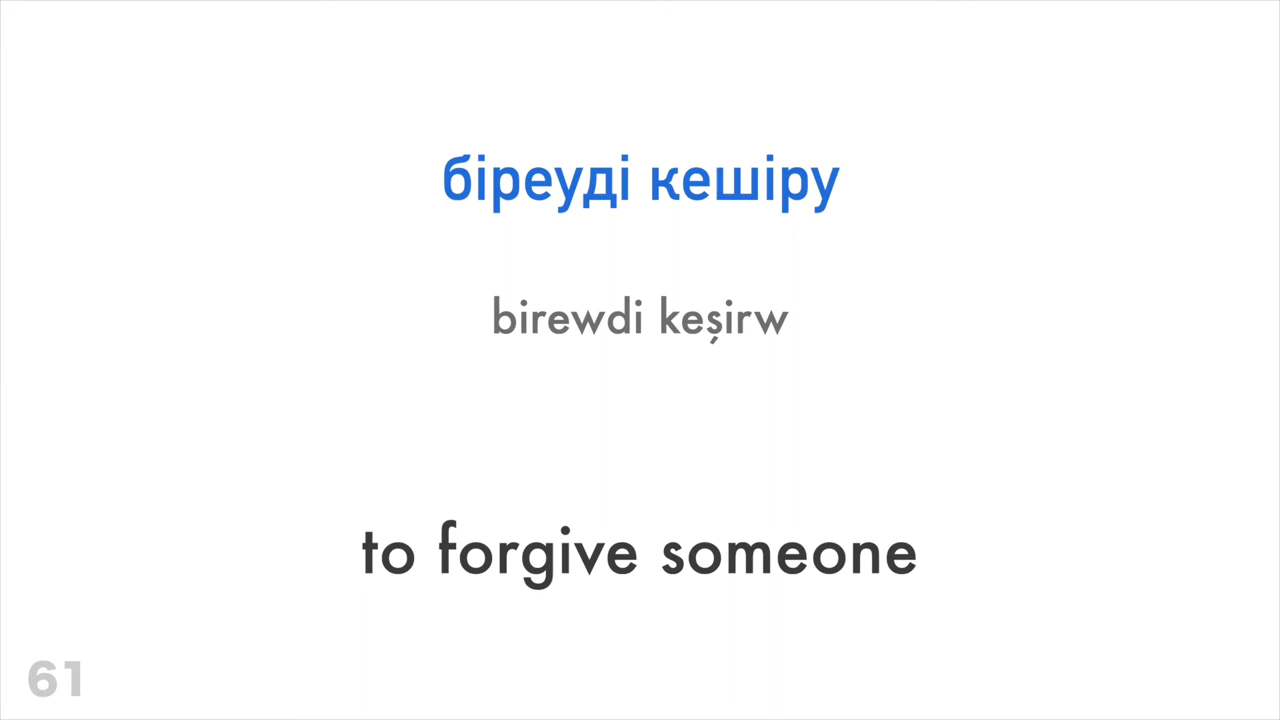 біреуді кешіру
birewdi keşirw
to forgive someone
61